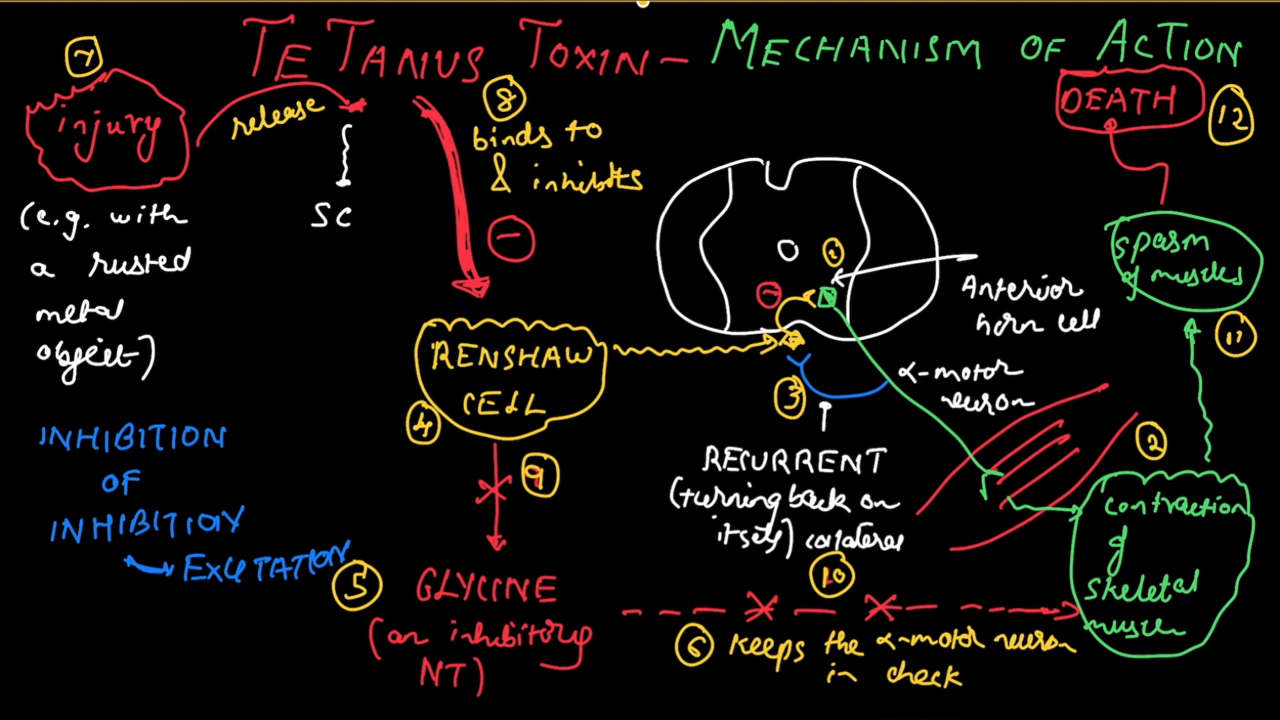 TETANUS TOXIN - MECHANISM OF ACTION
7
injury
release
(e.g. with
a rusted
metal
object)
SC
8
binds to
& inhibits
−
RENSHAW
CELL
4
9
5
GLYCINE
(an inhibitory
NT)
INHIBITION
OF
INHIBITION
→ EXCITATION
1
−
Anterior
horn cell
α-motor
neuron
3
RECURRENT
(turning back on
itself) collateral
10
6 Keeps the α-motor neuron
in check
2
contraction
of
skeletal
muscle
11
spasm
of muscles
DEATH
12